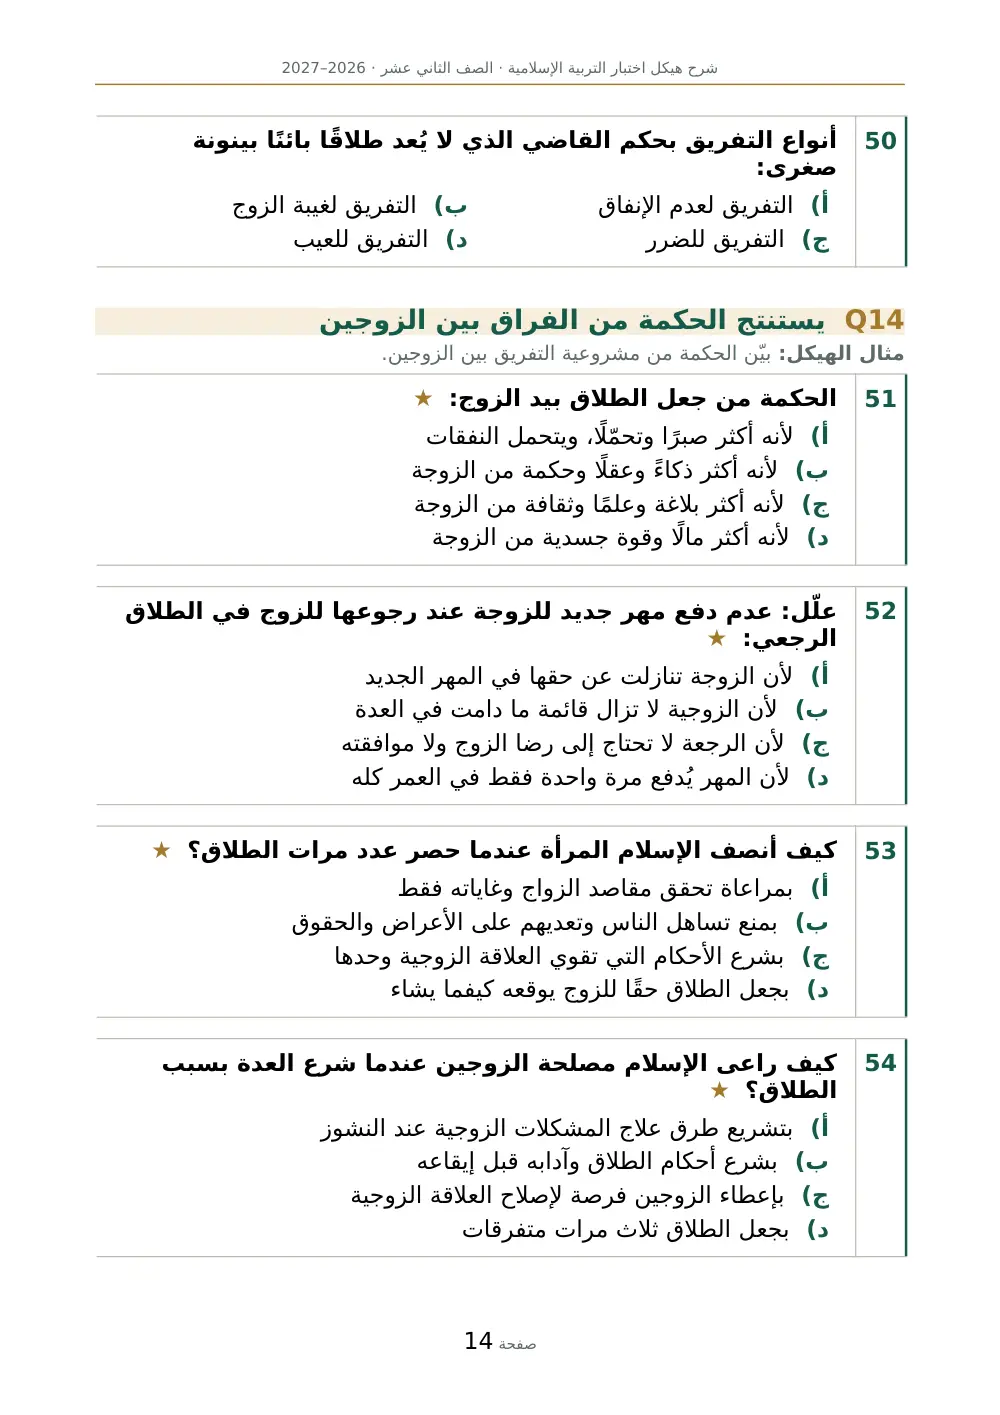 شرح هيكل اختبار التربية الإسلامية · الصف الثاني عشر · 2026–2027
50 أنواع التفريق بحكم القاضي الذي لا يُعد طلاقًا بائنًا بينونة
صغرى:
أ) التفريق لعدم الإنفاق ب) التفريق لغيبة الزوج
ج) التفريق للضرر د) التفريق للعيب
Q14 يستنتج الحكمة من الفراق بين الزوجين
مثال الهيكل: بيّن الحكمة من مشروعية التفريق بين الزوجين.
51 الحكمة من جعل الطلاق بيد الزوج: ★
أ) لأنه أكثر صبرًا وتحمّلًا، ويتحمل النفقات
ب) لأنه أكثر ذكاءً وعقلًا وحكمة من الزوجة
ج) لأنه أكثر بلاغة وعلمًا وثقافة من الزوجة
د) لأنه أكثر مالًا وقوة جسدية من الزوجة
52 علّل: عدم دفع مهر جديد للزوجة عند رجوعها للزوج في الطلاق
الرجعي: ★
أ) لأن الزوجة تنازلت عن حقها في المهر الجديد
ب) لأن الزوجية لا تزال قائمة ما دامت في العدة
ج) لأن الرجعة لا تحتاج إلى رضا الزوج ولا موافقته
د) لأن المهر يُدفع مرة واحدة فقط في العمر كله
53 كيف أنصف الإسلام المرأة عندما حصر عدد مرات الطلاق؟ ★
أ) بمراعاة تحقق مقاصد الزواج وغاياته فقط
ب) بمنع تساهل الناس وتعديهم على الأعراض والحقوق
ج) بشرع الأحكام التي تقوي العلاقة الزوجية وحدها
د) بجعل الطلاق حقًا للزوج يوقعه كيفما يشاء
54 كيف راعى الإسلام مصلحة الزوجين عندما شرع العدة بسبب
الطلاق؟ ★
أ) بتشريع طرق علاج المشكلات الزوجية عند النشوز
ب) بشرع أحكام الطلاق وآدابه قبل إيقاعه
ج) بإعطاء الزوجين فرصة لإصلاح العلاقة الزوجية
د) بجعل الطلاق ثلاث مرات متفرقات
صفحة 14